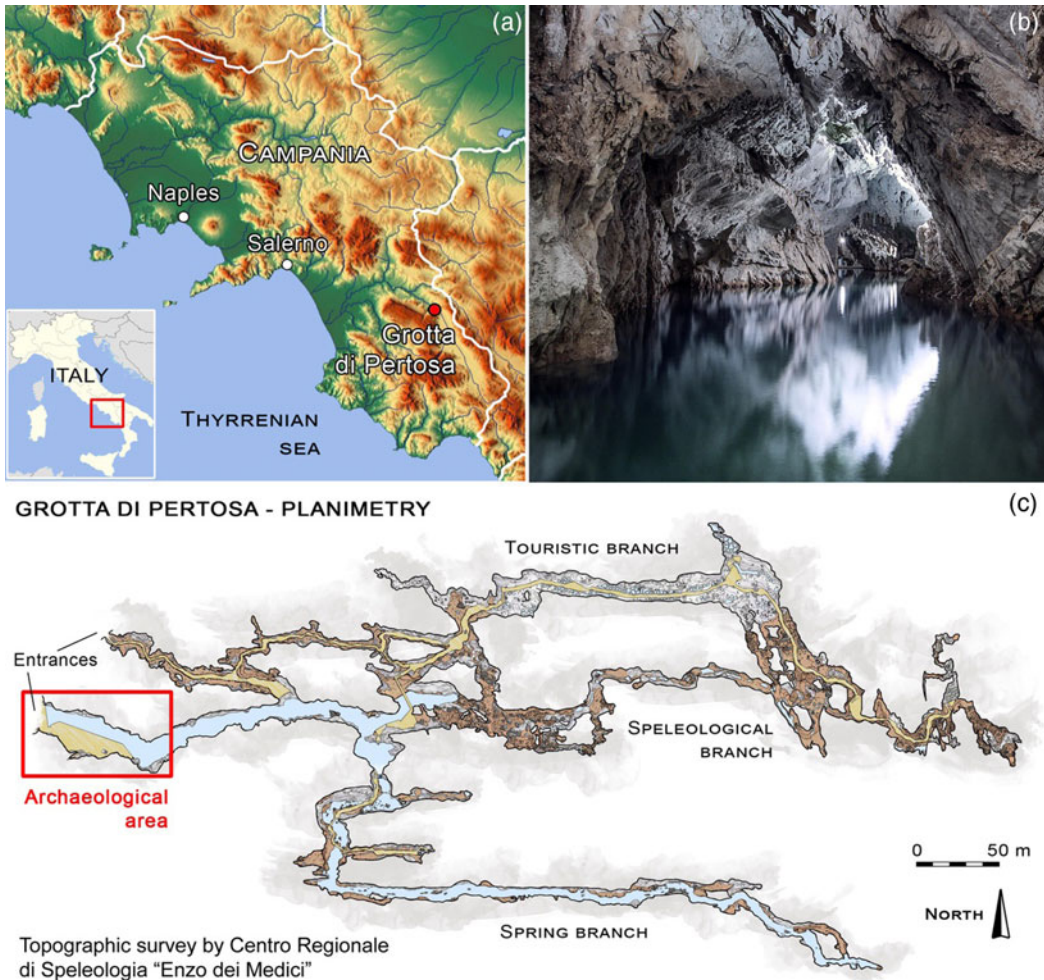 (a)
CAMPANIA
Naples
Salerno
Grotta
di Pertosa
ITALY
THYRRENIAN
SEA
(b)
GROTTA DI PERTOSA - PLANIMETRY
(c)
TOURISTIC BRANCH
Entrances
SPELEOLOGICAL
BRANCH
Archaeological
area
0 50 m
NORTH
SPRING BRANCH
Topographic survey by Centro Regionale
di Speleologia “Enzo dei Medici”